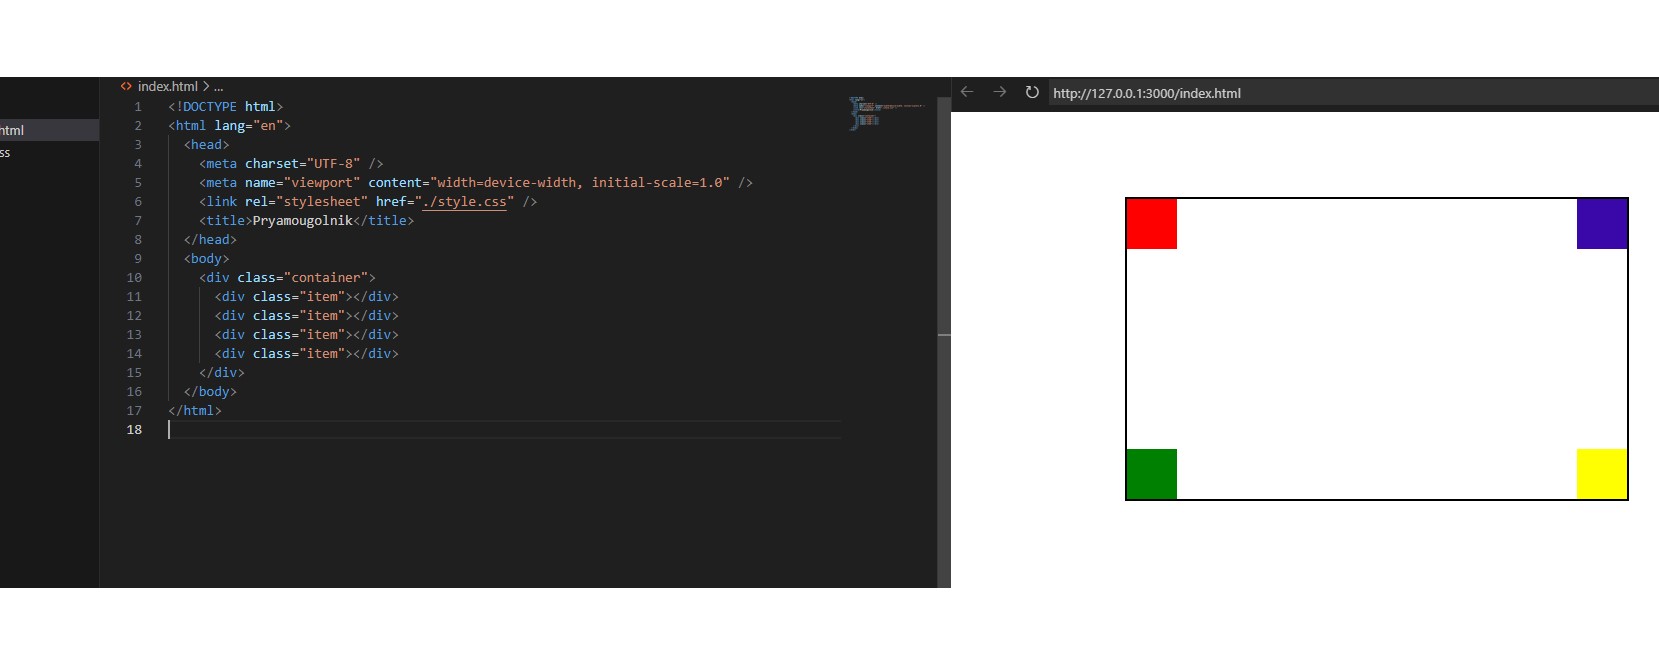 index.html > ...
http://127.0.0.1:3000/index.html
html
ss
1 <!DOCTYPE html>
2 <html lang="en">
3 <head>
4 <meta charset="UTF-8" />
5 <meta name="viewport" content="width=device-width, initial-scale=1.0" />
6 <link rel="stylesheet" href="./style.css" />
7 <title>Pryamougolnik</title>
8 </head>
9 <body>
10 <div class="container">
11 <div class="item"></div>
12 <div class="item"></div>
13 <div class="item"></div>
14 <div class="item"></div>
15 </div>
16 </body>
17 </html>
18